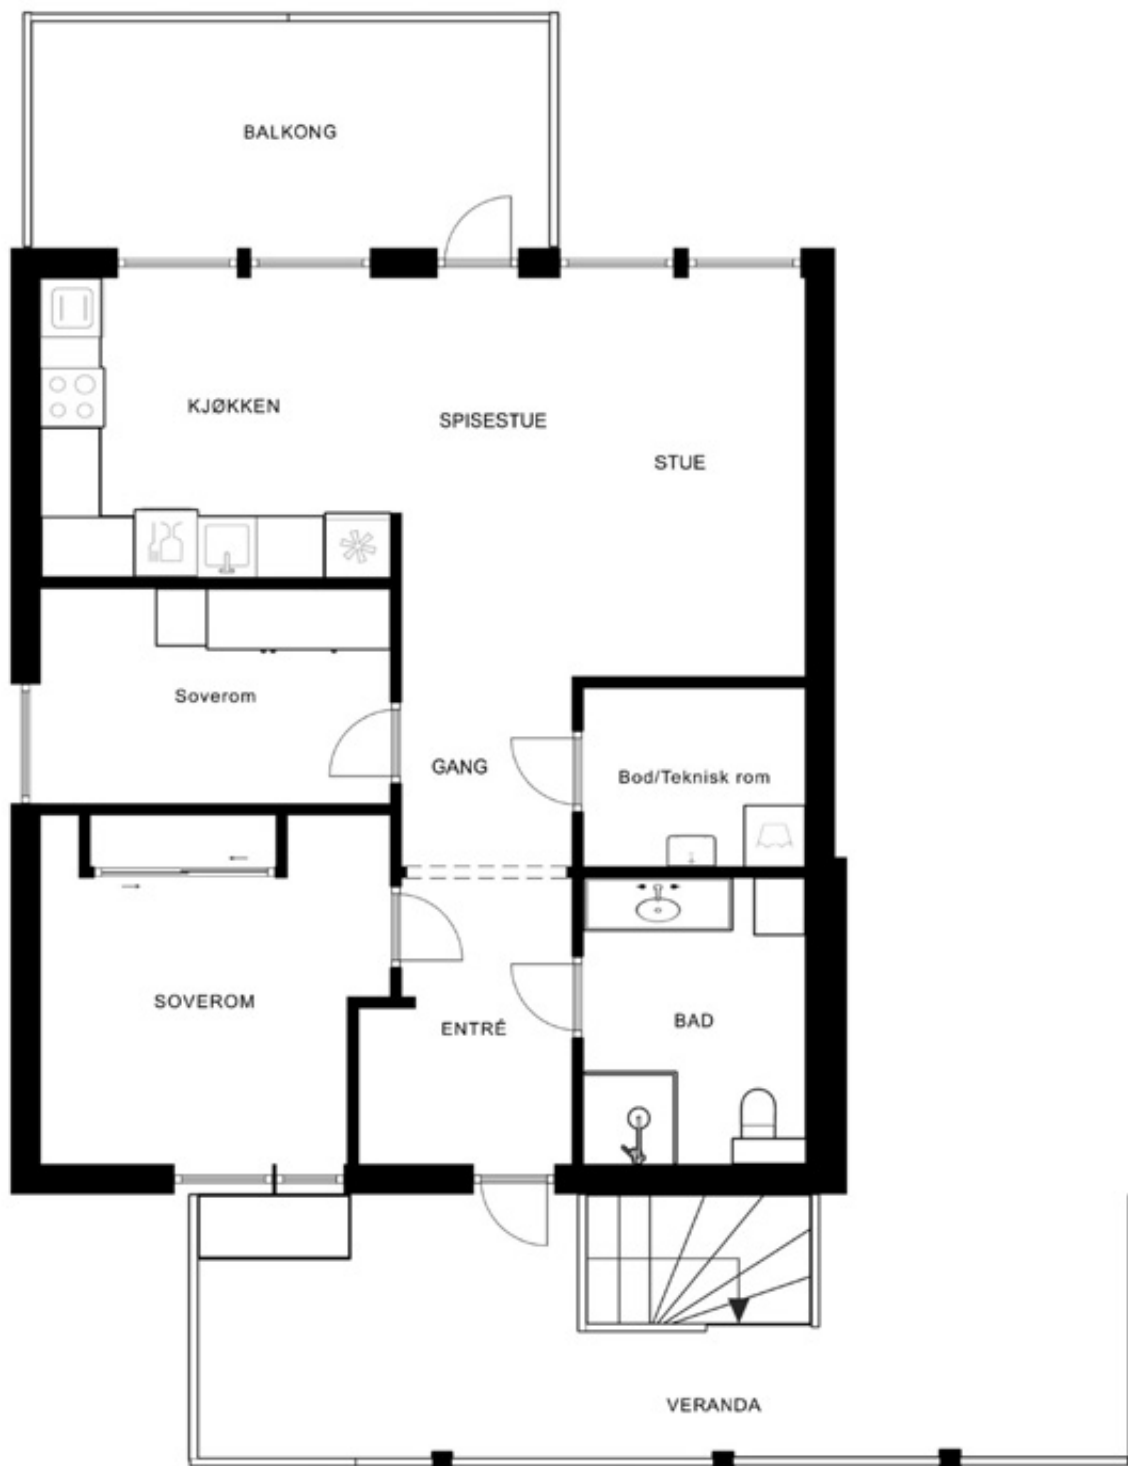 BALKONG
KJØKKEN
SPISESTUE
STUE
Soverom
GANG
Bod/Teknisk rom
SOVEROM
ENTRÉ
BAD
VERANDA